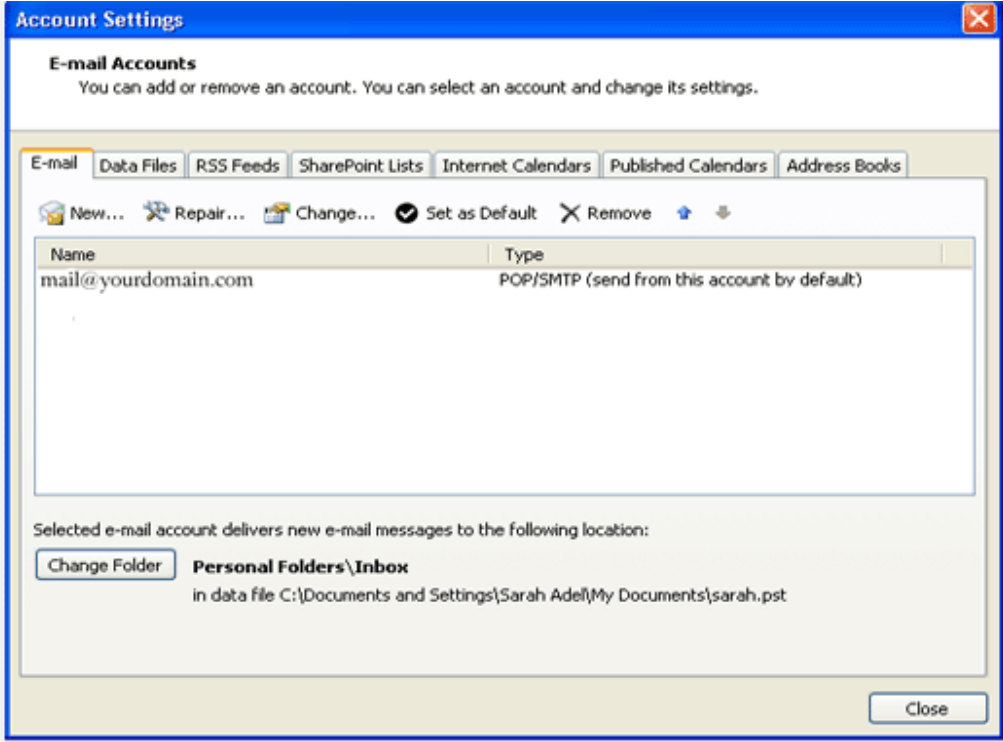 Account Settings
E-mail Accounts
You can add or remove an account. You can select an account and change its settings.
E-mail Data Files RSS Feeds SharePoint Lists Internet Calendars Published Calendars Address Books
New... Repair... Change... Set as Default Remove
Name Type
mail@yourdomain.com POP/SMTP (send from this account by default)
Selected e-mail account delivers new e-mail messages to the following location:
Change Folder Personal Folders\Inbox
in data file C:\Documents and Settings\Sarah Adel\My Documents\sarah.pst
Close